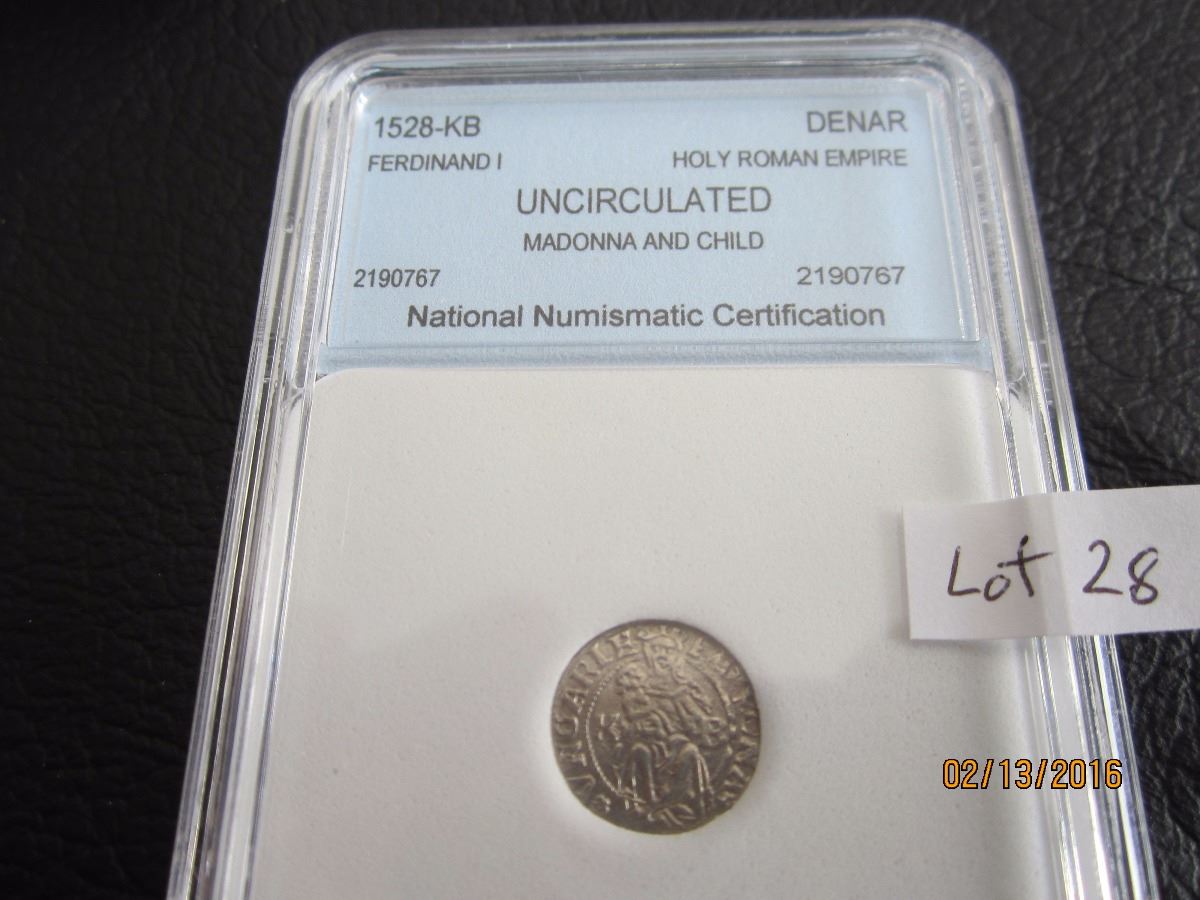 1528-KB DENAR
FERDINAND I HOLY ROMAN EMPIRE
UNCIRCULATED
MADONNA AND CHILD
2190767 2190767
National Numismatic Certification
Lot 28
02/13/2016